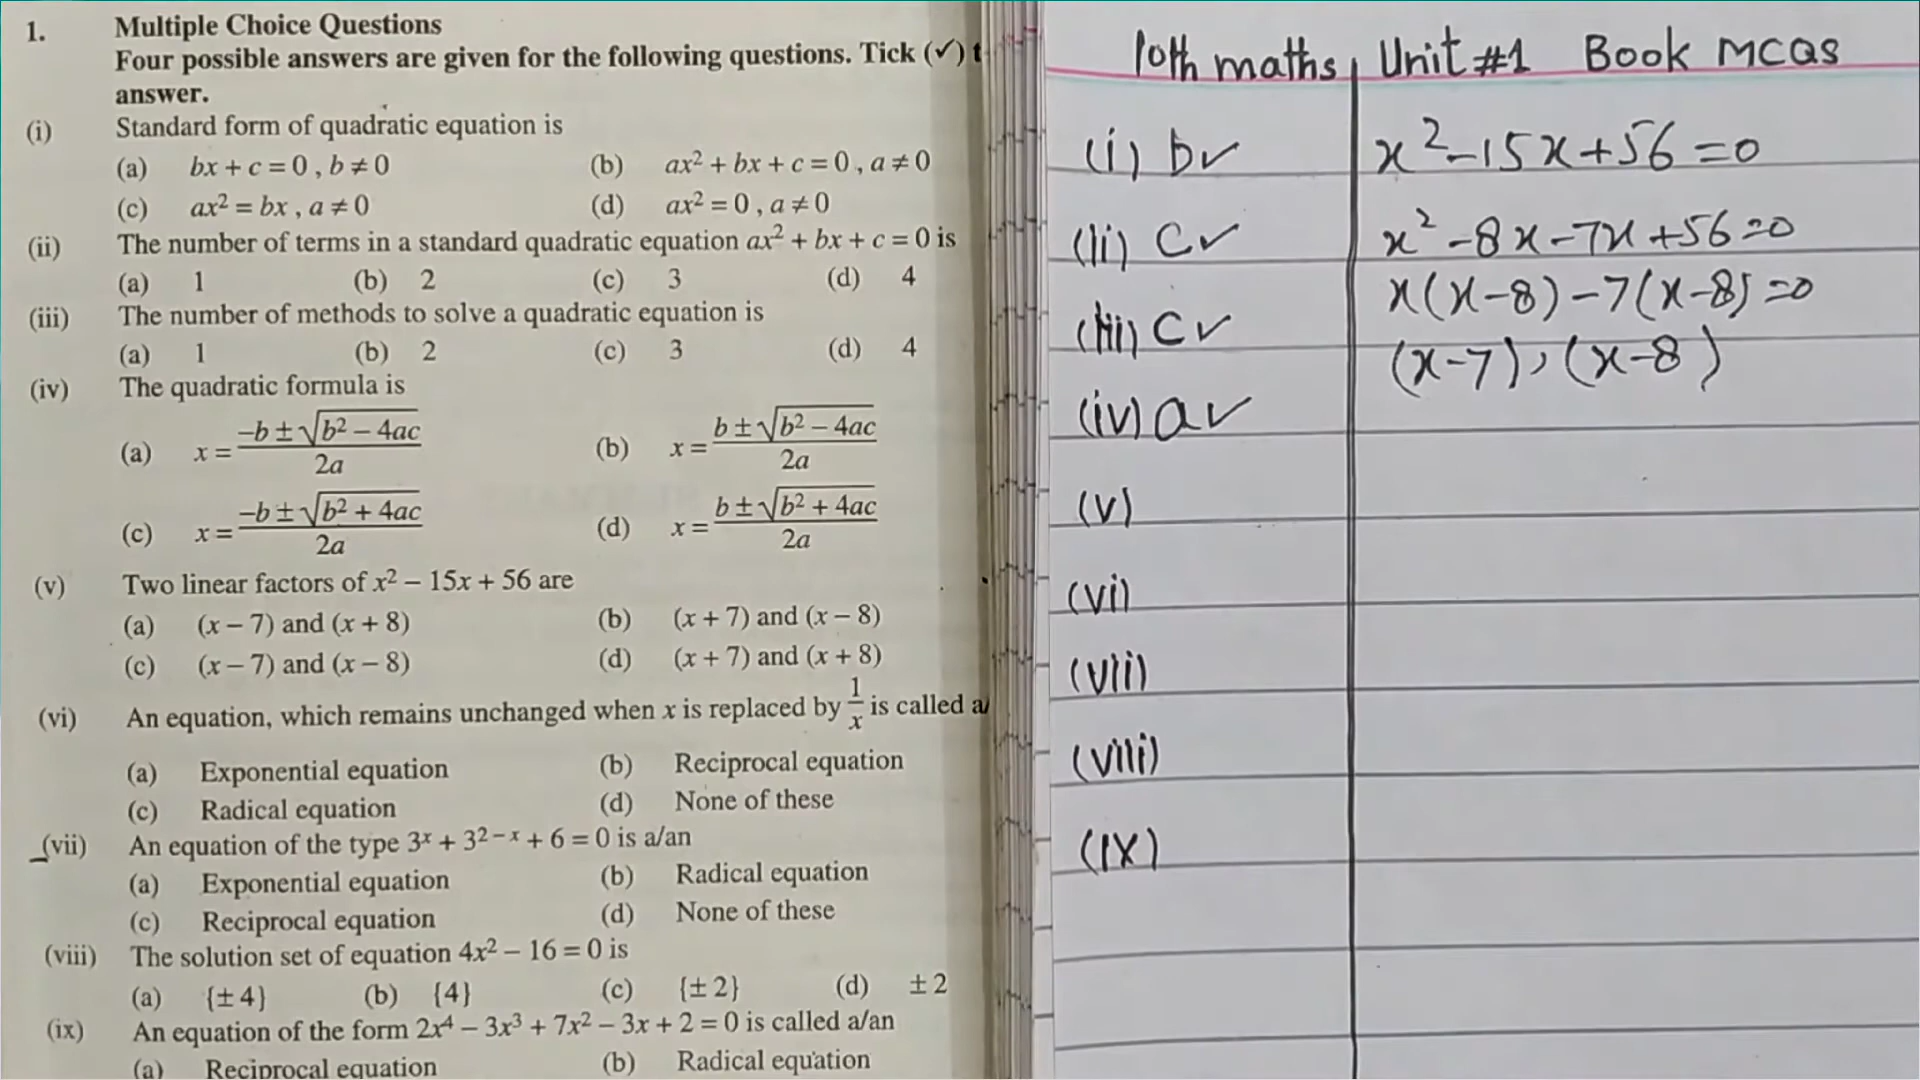 1. Multiple Choice Questions
Four possible answers are given for the following questions. Tick (✓) t
answer.
(i) Standard form of quadratic equation is
(a) bx + c = 0 , b ≠ 0 (b) ax² + bx + c = 0 , a ≠ 0
(c) ax² = bx , a ≠ 0 (d) ax² = 0 , a ≠ 0
(ii) The number of terms in a standard quadratic equation ax² + bx + c = 0 is
(a) 1 (b) 2 (c) 3 (d) 4
(iii) The number of methods to solve a quadratic equation is
(a) 1 (b) 2 (c) 3 (d) 4
(iv) The quadratic formula is
(a) x = (-b ± √(b² – 4ac))/2a (b) x = (b ± √(b² – 4ac))/2a
(c) x = (-b ± √(b² + 4ac))/2a (d) x = (b ± √(b² + 4ac))/2a
(v) Two linear factors of x² – 15x + 56 are
(a) (x – 7) and (x + 8) (b) (x + 7) and (x – 8)
(c) (x – 7) and (x – 8) (d) (x + 7) and (x + 8)
(vi) An equation, which remains unchanged when x is replaced by 1/x is called a/
(a) Exponential equation (b) Reciprocal equation
(c) Radical equation (d) None of these
(vii) An equation of the type 3ˣ + 3²⁻ˣ + 6 = 0 is a/an
(a) Exponential equation (b) Radical equation
(c) Reciprocal equation (d) None of these
(viii) The solution set of equation 4x² – 16 = 0 is
(a) {± 4} (b) {4} (c) {± 2} (d) ± 2
(ix) An equation of the form 2x⁴ – 3x³ + 7x² – 3x + 2 = 0 is called a/an
(a) Reciprocal equation (b) Radical equation
10th maths, Unit #1 Book MCQS
(i) b✓ x²-15x+56=0
(ii) c✓ x²-8x-7x+56=0
x(x-8)-7(x-8)=0
(iii) c✓
(x-7), (x-8)
(iv) a✓
(v)
(vi)
(vii)
(viii)
(ix)